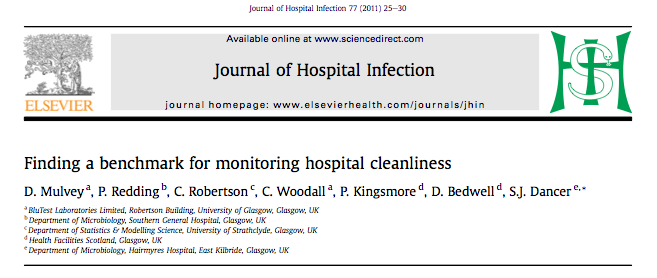 Journal of Hospital Infection 77 (2011) 25–30
Available online at www.sciencedirect.com
Journal of Hospital Infection
journal homepage: www.elsevierhealth.com/journals/jhin
ELSEVIER
Finding a benchmark for monitoring hospital cleanliness
D. Mulvey a, P. Redding b, C. Robertson c, C. Woodall a, P. Kingsmore d, D. Bedwell d, S.J. Dancer e,*
a BluTest Laboratories Limited, Robertson Building, University of Glasgow, Glasgow, UK
b Department of Microbiology, Southern General Hospital, Glasgow, UK
c Department of Statistics & Modelling Science, University of Strathclyde, Glasgow, UK
d Health Facilities Scotland, Glasgow, UK
e Department of Microbiology, Hairmyres Hospital, East Kilbride, Glasgow, UK